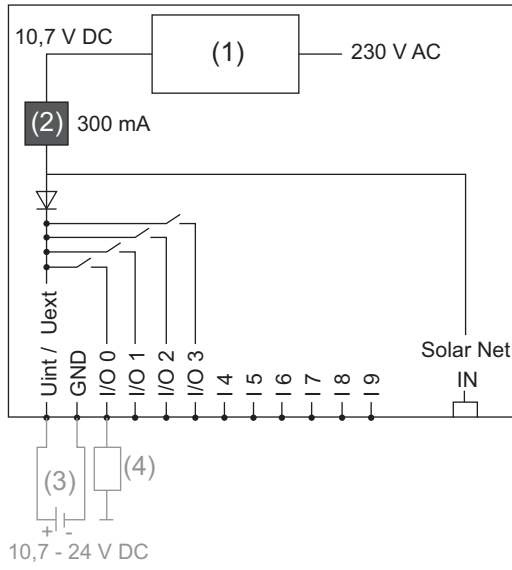 10,7 V DC
(1)
230 V AC
(2)
300 mA
Uint / Uext
GND
I/O 0
I/O 1
I/O 2
I/O 3
I 4
I 5
I 6
I 7
I 8
I 9
Solar Net
IN
(3)
(4)
+ -
10,7 - 24 V DC